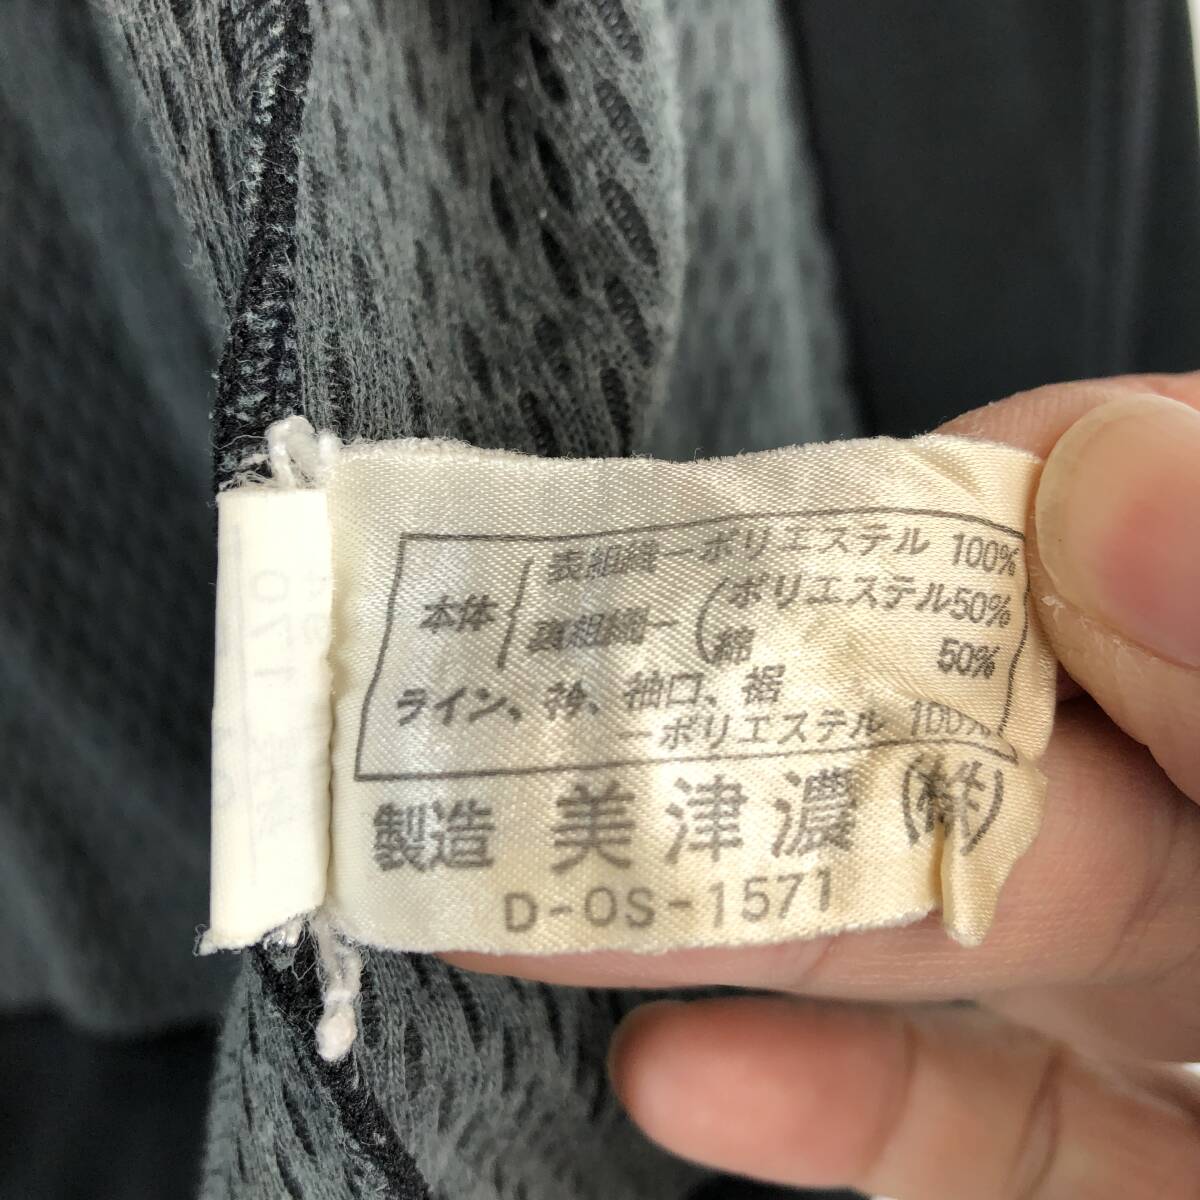 表組織ーポリエステル 100%
本体
裏組織ー(ポリエステル50%
綿 50%
ライン、衿、袖口、裾
ーポリエステル 100%
製造 美津濃(株)
D-OS-1571
170